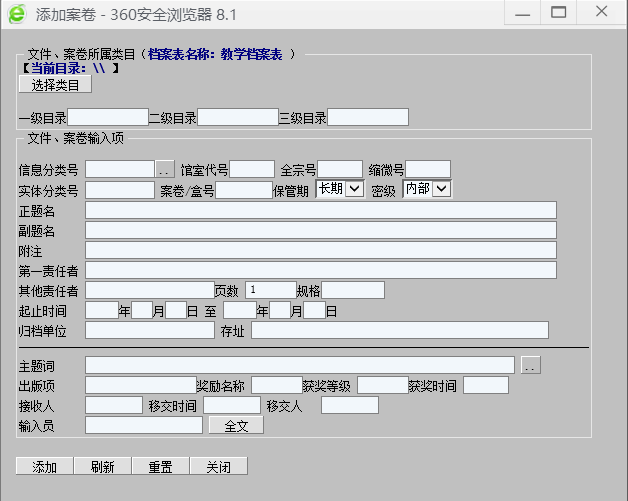 添加案卷 - 360安全浏览器 8.1
文件、案卷所属类目（档案表名称：教学档案表 ）
【当前目录：\\ 】
选择类目
一级目录 二级目录 三级目录
文件、案卷输入项
信息分类号 .. 馆室代号 全宗号 缩微号
实体分类号 案卷/盒号 保管期 长期 密级 内部
正题名
副题名
附注
第一责任者
其他责任者 页数 1 规格
起止时间 年 月 日 至 年 月 日
归档单位 存址
主题词 ..
出版项 奖励名称 获奖等级 获奖时间
接收人 移交时间 移交人
输入员 全文
添加 刷新 重置 关闭